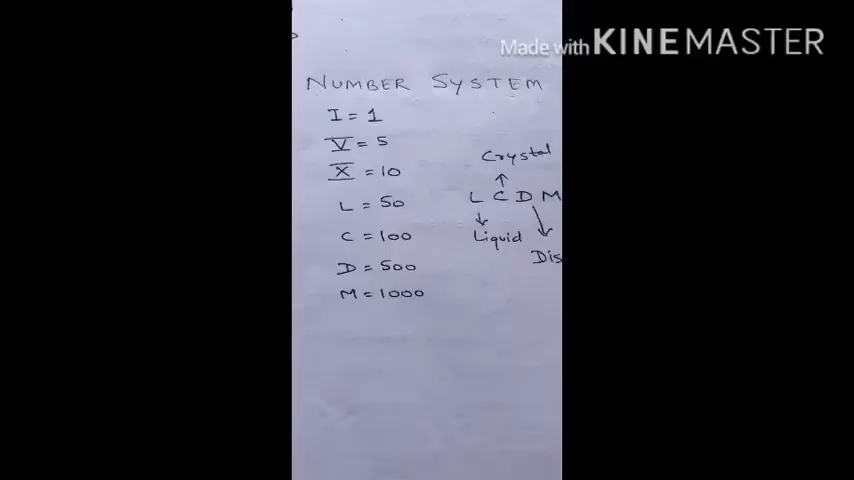 Made with KINEMASTER
NUMBER SYSTEM
I = 1
V = 5
X = 10
L = 50
C = 100
D = 500
M = 1000
Crystal
L C D M
Liquid
Dis